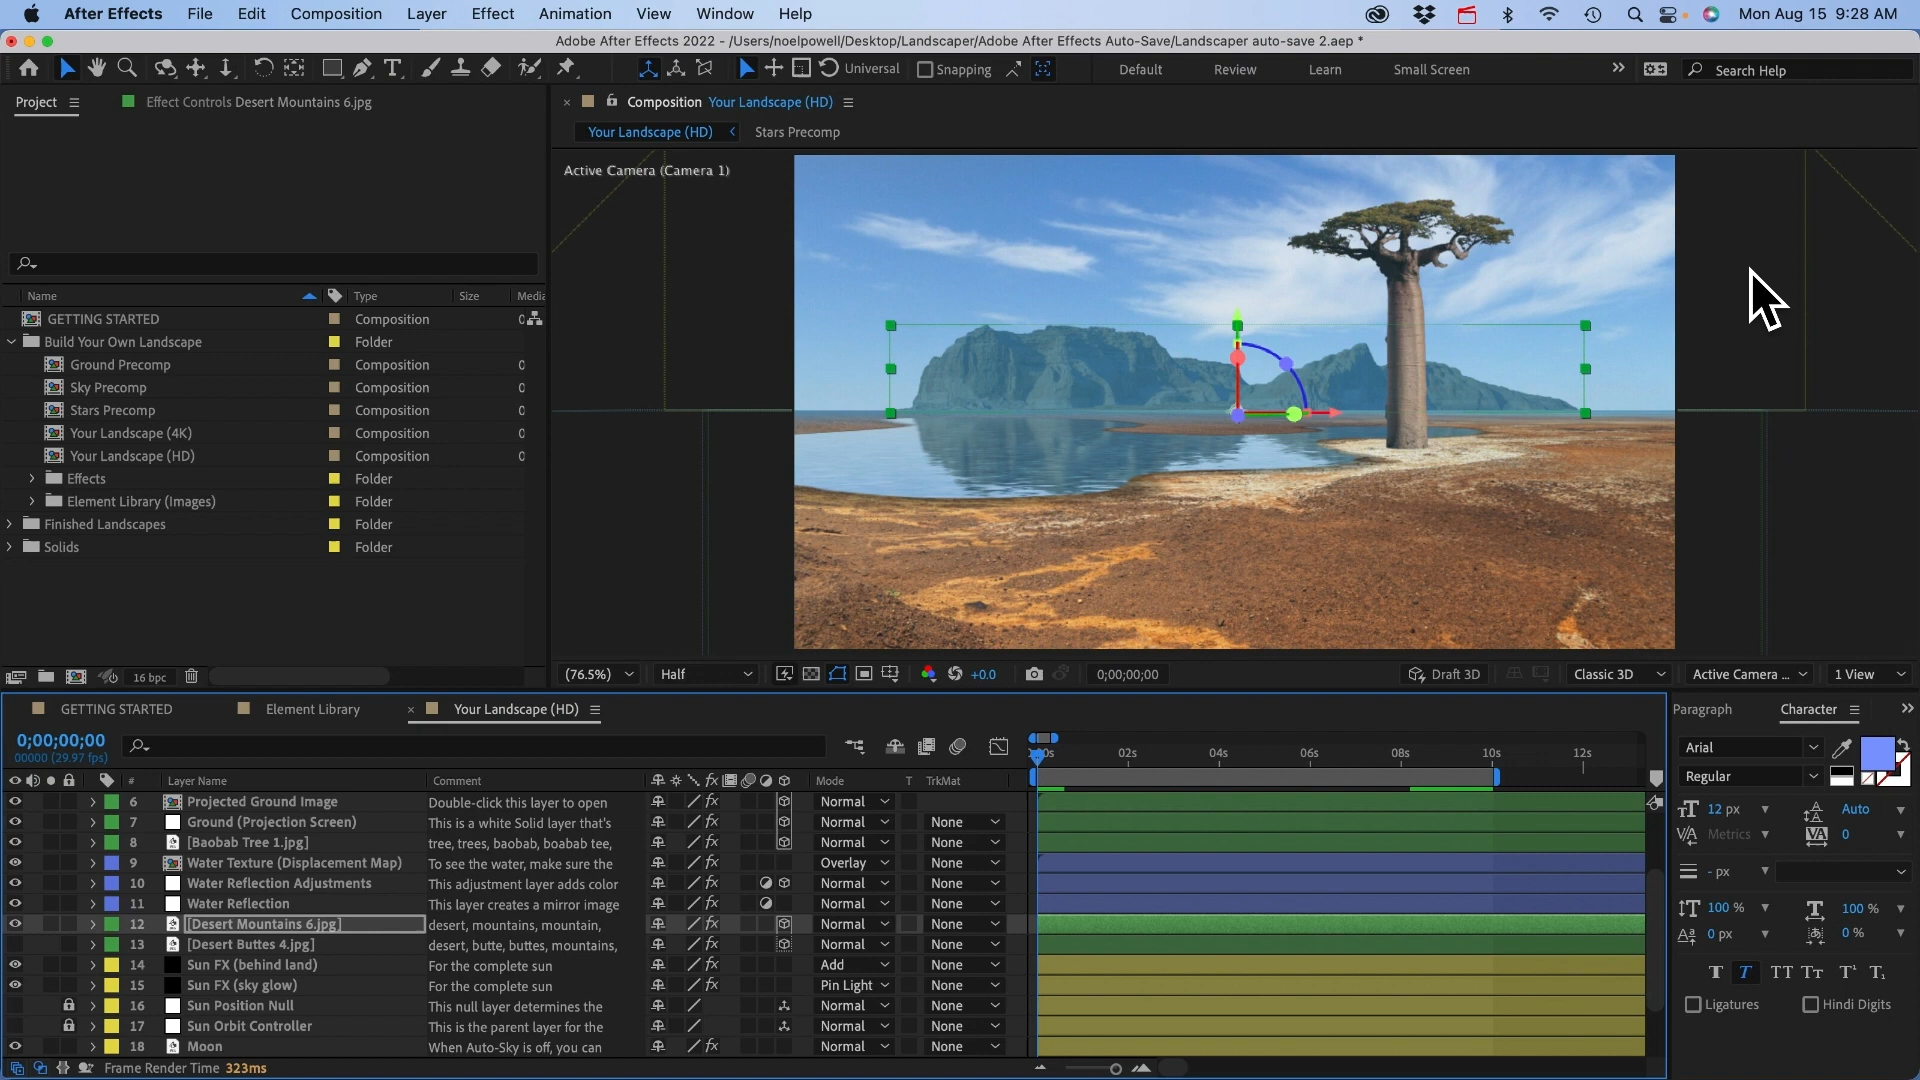 After Effects File Edit Composition Layer Effect Animation View Window Help Mon Aug 15 9:28 AM
Adobe After Effects 2022 - /Users/noelpowell/Desktop/Landscaper/Adobe After Effects Auto-Save/Landscaper auto-save 2.aep *
Universal Snapping Default Review Learn Small Screen Search Help
Project Effect Controls Desert Mountains 6.jpg Composition Your Landscape (HD)
Your Landscape (HD) Stars Precomp
Active Camera (Camera 1)
Name Type Size Media
GETTING STARTED Composition 0
Build Your Own Landscape Folder
Ground Precomp Composition 0
Sky Precomp Composition 0
Stars Precomp Composition 0
Your Landscape (4K) Composition 0
Your Landscape (HD) Composition 0
Effects Folder
Element Library (Images) Folder
Finished Landscapes Folder
Solids Folder
16 bpc (76.5%) Half +0.0 0;00;00;00 Draft 3D Classic 3D Active Camera ... 1 View
GETTING STARTED Element Library Your Landscape (HD) Paragraph Character
0;00;00;00
00000 (29.97 fps)
:00s 02s 04s 06s 08s 10s 12s
# Layer Name Comment Mode T TrkMat
6 Projected Ground Image Double-click this layer to open Normal
7 Ground (Projection Screen) This is a white Solid layer that's Normal None
8 [Baobab Tree 1.jpg] tree, trees, baobab, boabab tee, Normal None
9 Water Texture (Displacement Map) To see the water, make sure the Overlay None
10 Water Reflection Adjustments This adjustment layer adds color Normal None
11 Water Reflection This layer creates a mirror image Normal None
12 [Desert Mountains 6.jpg] desert, mountains, mountain, Normal None
13 [Desert Buttes 4.jpg] desert, butte, buttes, mountains, Normal None
14 Sun FX (behind land) For the complete sun Add None
15 Sun FX (sky glow) For the complete sun Pin Light None
16 Sun Position Null This null layer determines the Normal None
17 Sun Orbit Controller This is the parent layer for the Normal None
18 Moon When Auto-Sky is off, you can Normal None
Frame Render Time 323ms
Arial
Regular
12 px Auto
Metrics 0
- px
100 % 100 %
0 px 0 %
T T TT Tt T¹ T₁
Ligatures Hindi Digits